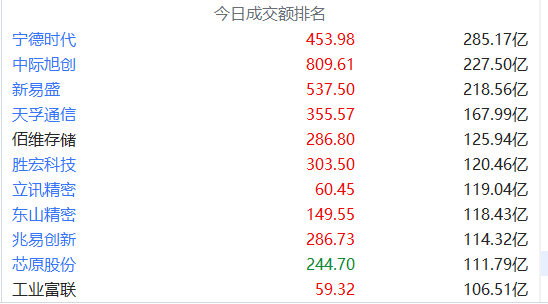 今日成交额排名
宁德时代 453.98 285.17亿
中际旭创 809.61 227.50亿
新易盛 537.50 218.56亿
天孚通信 355.57 167.99亿
佰维存储 286.80 125.94亿
胜宏科技 303.50 120.46亿
立讯精密 60.45 119.04亿
东山精密 149.55 118.43亿
兆易创新 286.73 114.32亿
芯原股份 244.70 111.79亿
工业富联 59.32 106.51亿